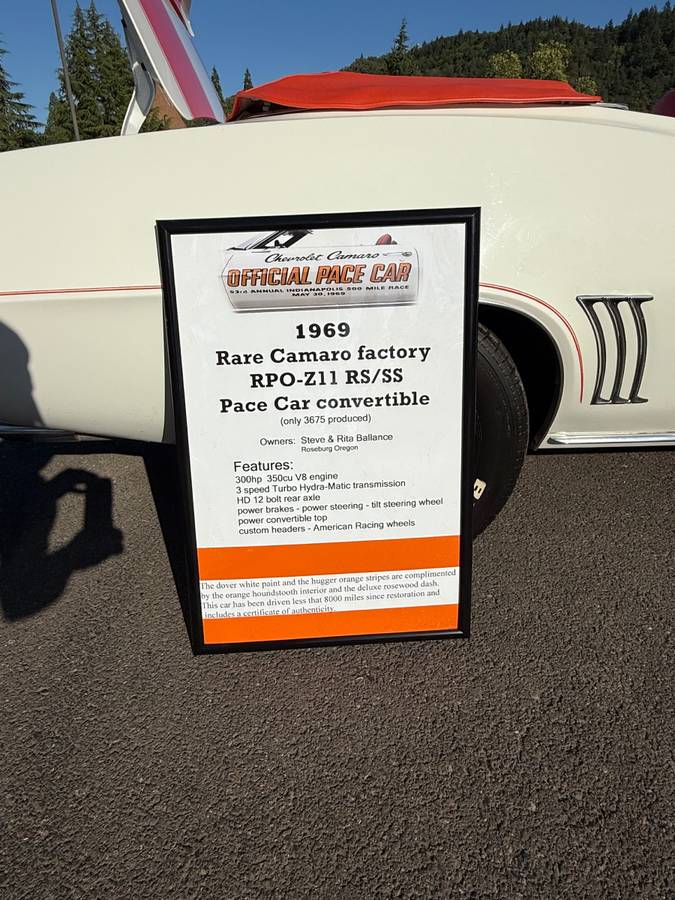 Chevrolet Camaro
OFFICIAL PACE CAR
53rd ANNUAL INDIANAPOLIS 500 MILE RACE
MAY 30, 1969
1969
Rare Camaro factory
RPO-Z11 RS/SS
Pace Car convertible
(only 3675 produced)
Owners: Steve & Rita Ballance
Roseburg Oregon
Features:
300hp 350cu V8 engine
3 speed Turbo Hydra-Matic transmission
HD 12 bolt rear axle
power brakes - power steering - tilt steering wheel
power convertible top
custom headers - American Racing wheels
The dover white paint and the hugger orange stripes are complimented
by the orange houndstooth interior and the deluxe rosewood dash.
This car has been driven less that 8000 miles since restoration and
includes a certificate of authenticity.